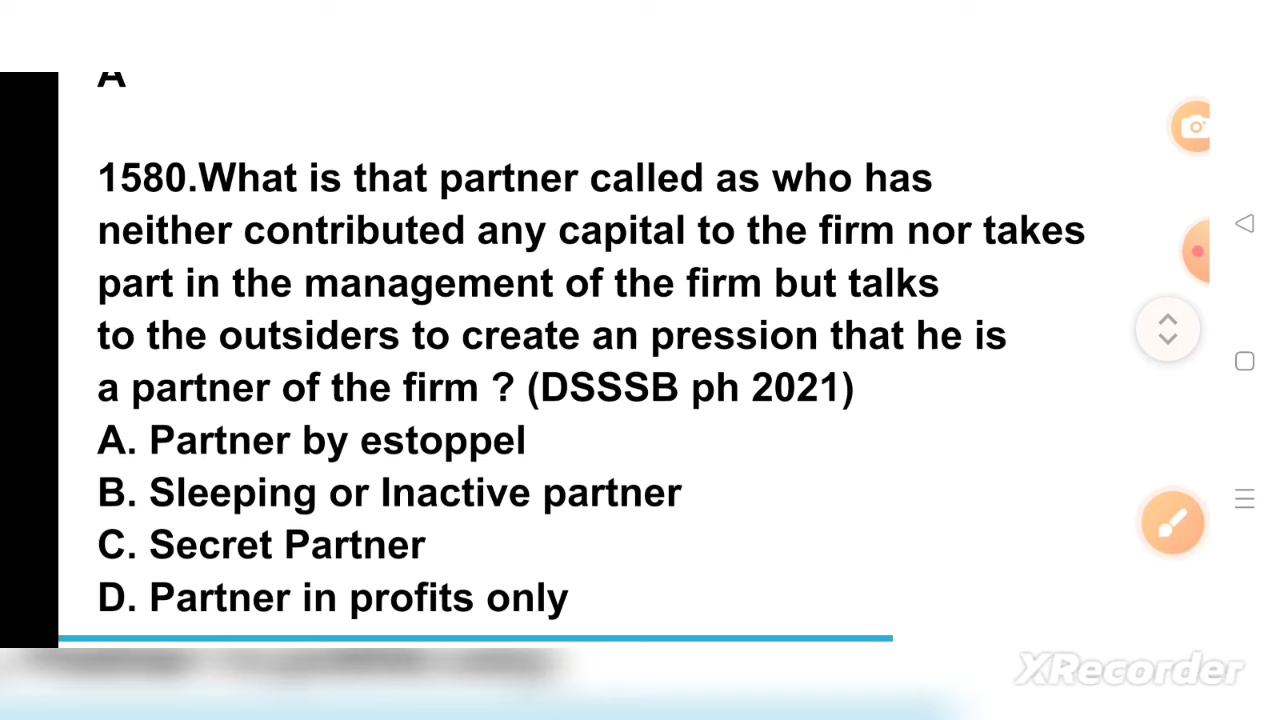 A
1580.What is that partner called as who has
neither contributed any capital to the firm nor takes
part in the management of the firm but talks
to the outsiders to create an pression that he is
a partner of the firm ? (DSSSB ph 2021)
A. Partner by estoppel
B. Sleeping or Inactive partner
C. Secret Partner
D. Partner in profits only
XRecorder